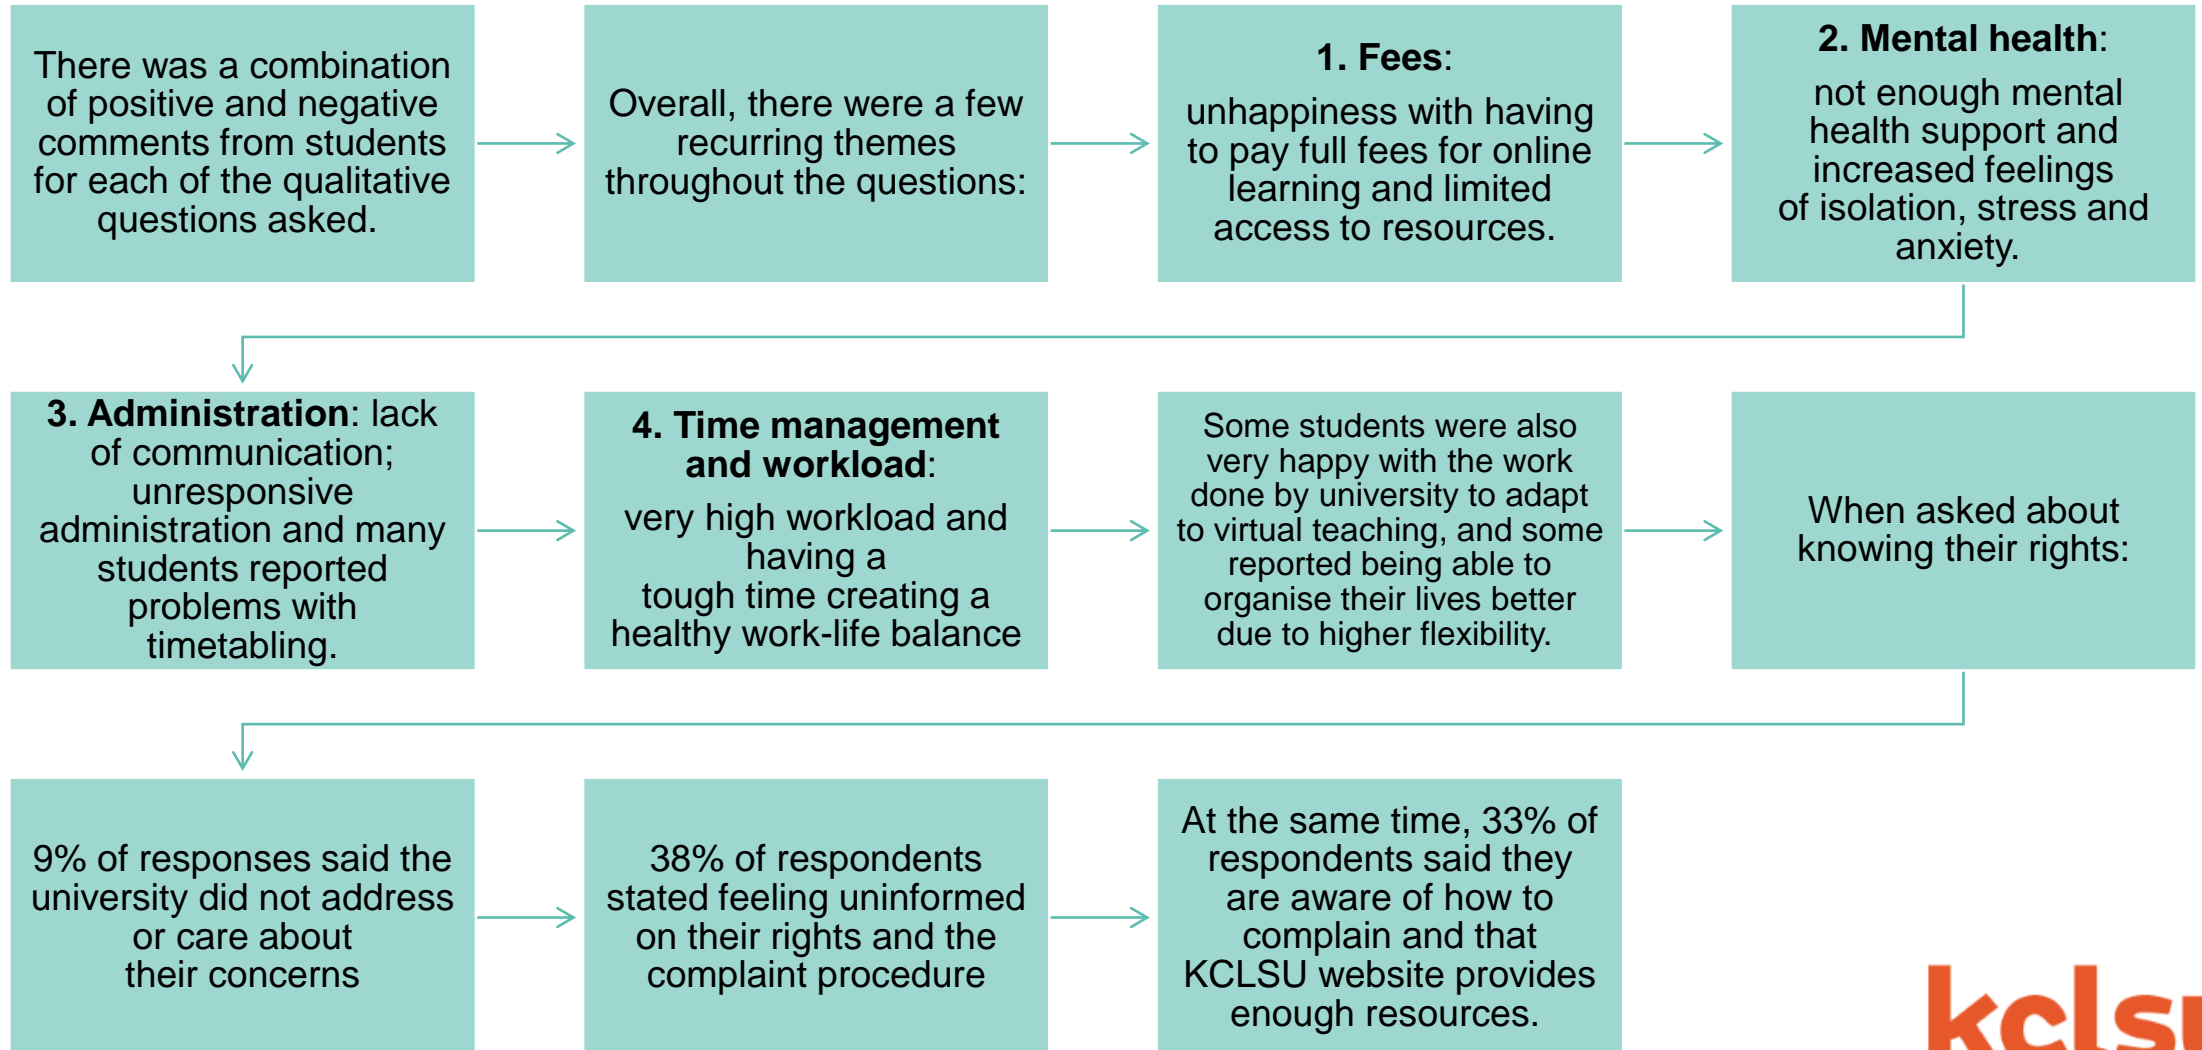 There was a combination
of positive and negative
comments from students
for each of the qualitative
questions asked.
Overall, there were a few
recurring themes
throughout the questions:
1. Fees:
unhappiness with having
to pay full fees for online
learning and limited
access to resources.
2. Mental health:
not enough mental
health support and
increased feelings
of isolation, stress and
anxiety.
3. Administration: lack
of communication;
unresponsive
administration and many
students reported
problems with
timetabling.
4. Time management
and workload:
very high workload and
having a
tough time creating a
healthy work-life balance
Some students were also
very happy with the work
done by university to adapt
to virtual teaching, and some
reported being able to
organise their lives better
due to higher flexibility.
When asked about
knowing their rights:
9% of responses said the
university did not address
or care about
their concerns
38% of respondents
stated feeling uninformed
on their rights and the
complaint procedure
At the same time, 33% of
respondents said they
are aware of how to
complain and that
KCLSU website provides
enough resources.
kclsu